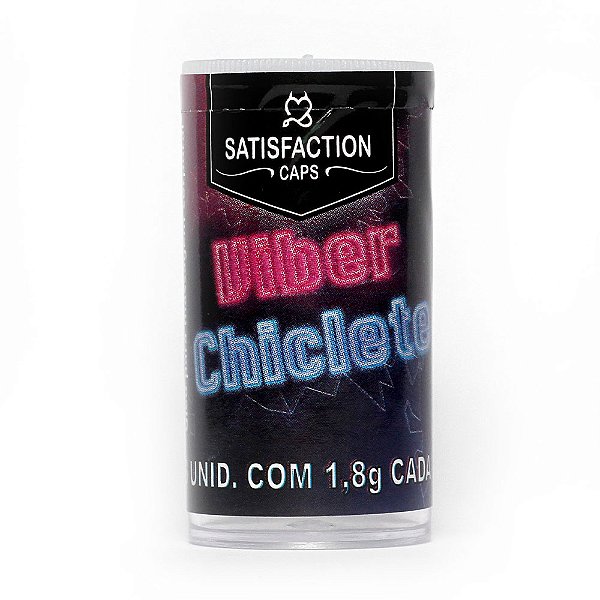 SATISFACTION
CAPS
Viber
Chiclete
UNID. COM 1,8g CADA